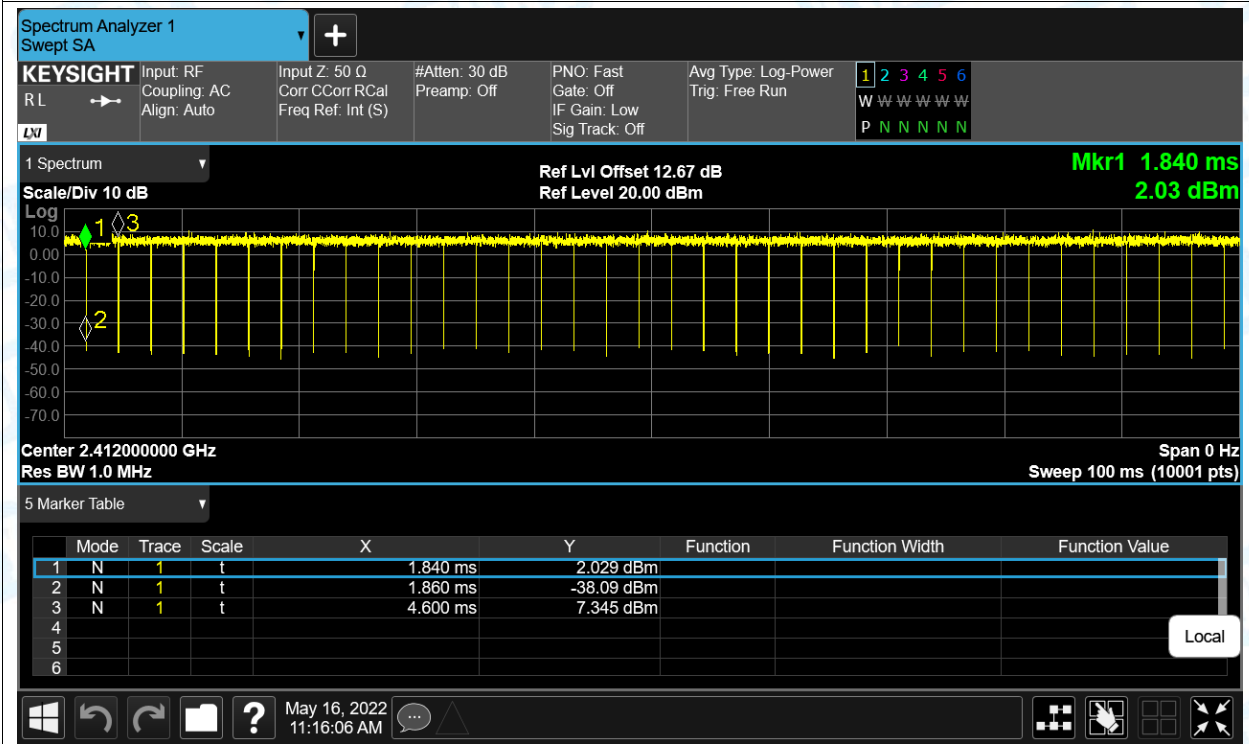 Spectrum Analyzer 1
Swept SA
KEYSIGHT
R L
LXI
Input: RF
Coupling: AC
Align: Auto
Input Z: 50 Ω
Corr CCorr RCal
Freq Ref: Int (S)
#Atten: 30 dB
Preamp: Off
PNO: Fast
Gate: Off
IF Gain: Low
Sig Track: Off
Avg Type: Log-Power
Trig: Free Run
1 2 3 4 5 6
W W W W W W
P N N N N N
1 Spectrum
Scale/Div 10 dB
Ref Lvl Offset 12.67 dB
Ref Level 20.00 dBm
Mkr1 1.840 ms
2.03 dBm
Log
10.0
0.00
-10.0
-20.0
-30.0
-40.0
-50.0
-60.0
-70.0
1
3
2
Center 2.412000000 GHz
Res BW 1.0 MHz
Span 0 Hz
Sweep 100 ms (10001 pts)
5 Marker Table
Mode Trace Scale X Y Function Function Width Function Value
1 N 1 t 1.840 ms 2.029 dBm
2 N 1 t 1.860 ms -38.09 dBm
3 N 1 t 4.600 ms 7.345 dBm
4
5
6
Local
?
May 16, 2022
11:16:06 AM